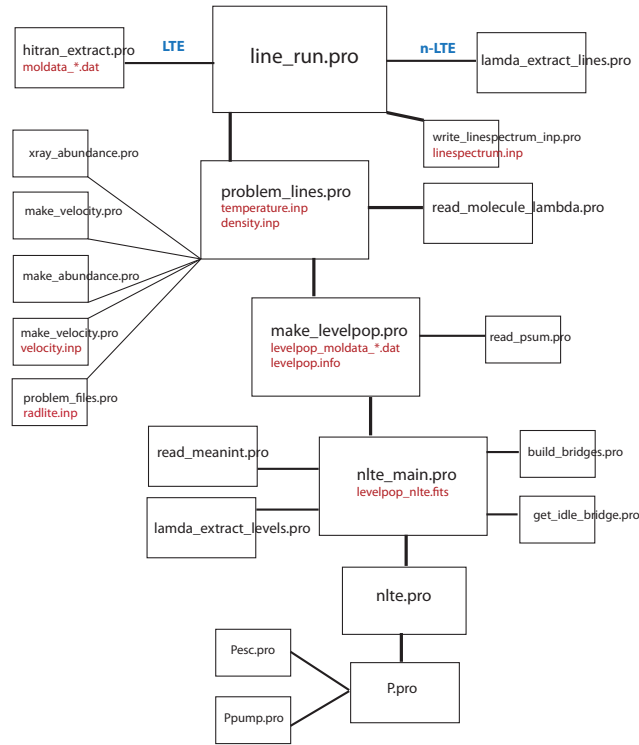 hitran_extract.pro
moldata_*.dat
LTE
line_run.pro
n-LTE
lamda_extract_lines.pro
write_linespectrum_inp.pro
linespectrum.inp
xray_abundance.pro
make_velocity.pro
make_abundance.pro
make_velocity.pro
velocity.inp
problem_files.pro
radlite.inp
problem_lines.pro
temperature.inp
density.inp
read_molecule_lambda.pro
make_levelpop.pro
levelpop_moldata_*.dat
levelpop.info
read_psum.pro
read_meanint.pro
lamda_extract_levels.pro
nlte_main.pro
levelpop_nlte.fits
build_bridges.pro
get_idle_bridge.pro
nlte.pro
Pesc.pro
Ppump.pro
P.pro